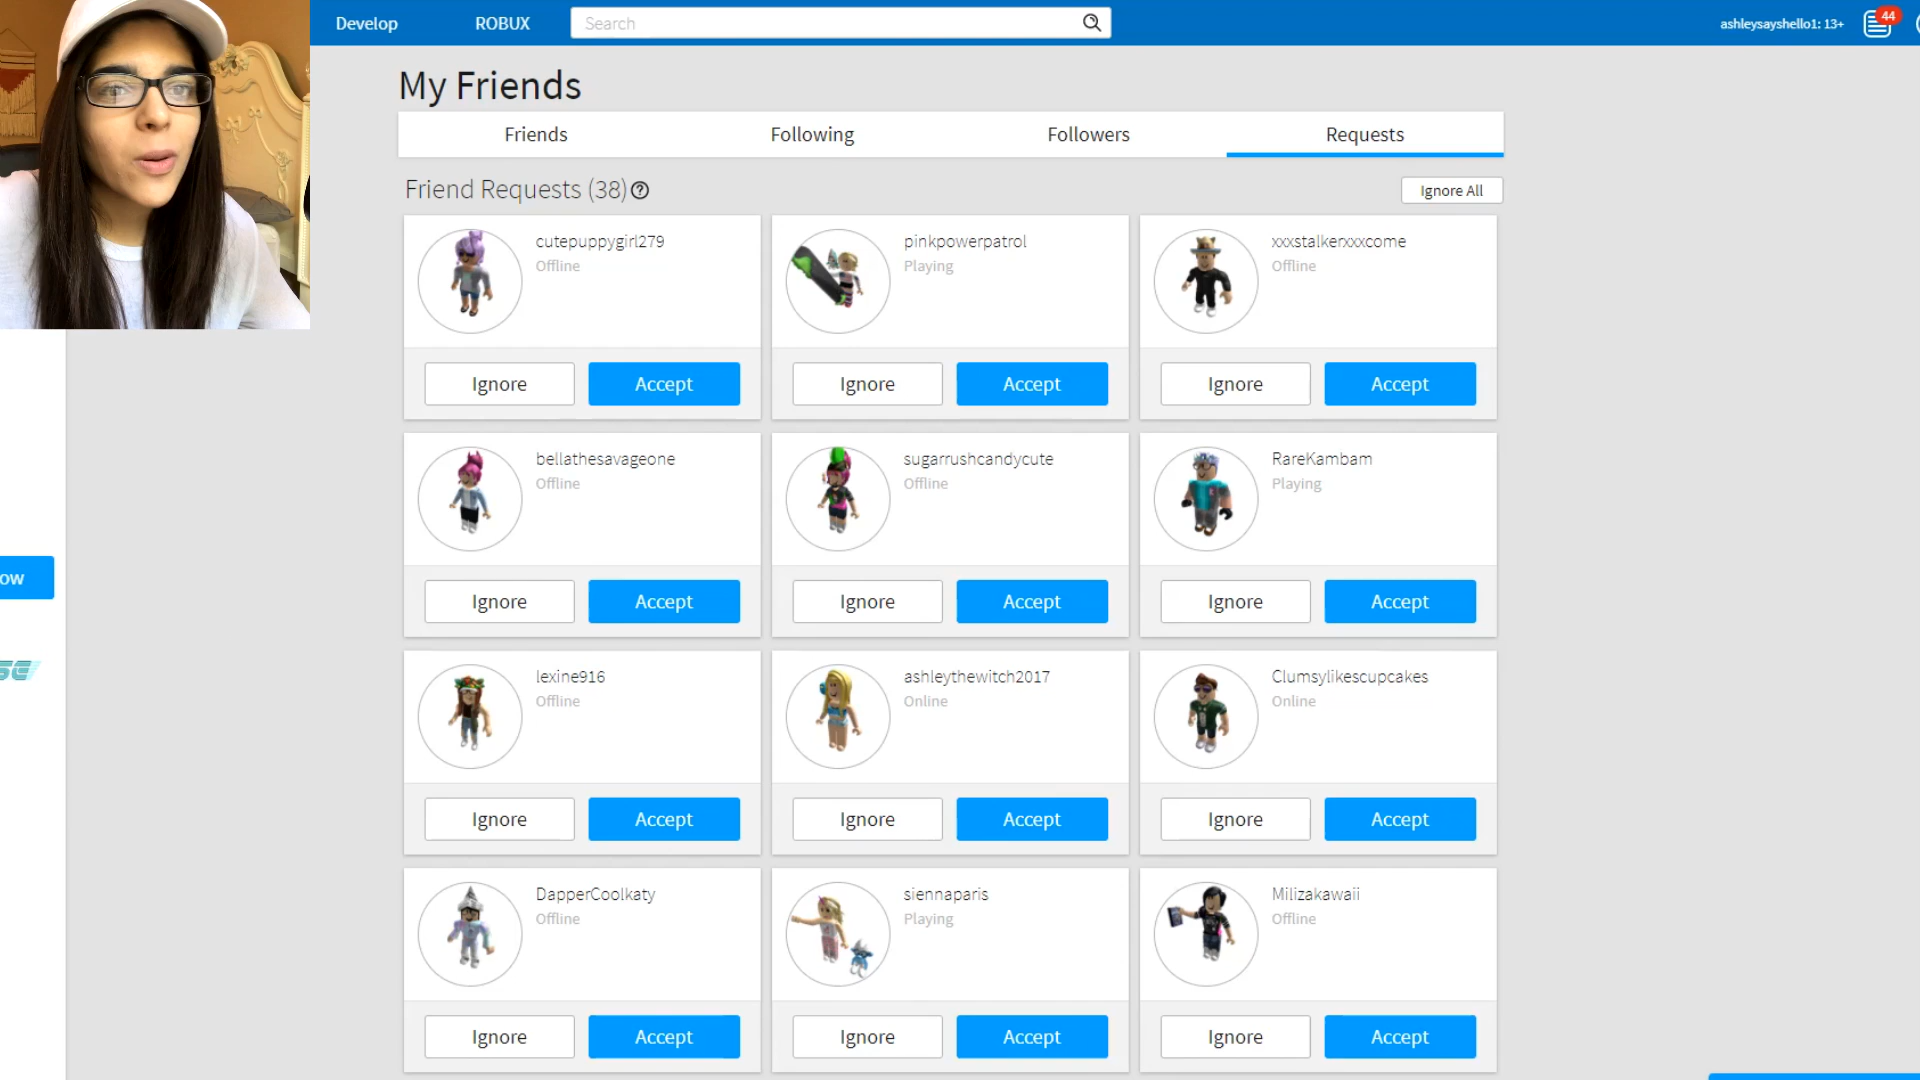 Develop
ROBUX
Search
ashleysayshello1: 13+
44
My Friends
Friends
Following
Followers
Requests
Friend Requests (38)
Ignore All
cutepuppygirl279
Offline
pinkpowerpatrol
Playing
xxxstalkerxxxcome
Offline
Ignore
Accept
Ignore
Accept
Ignore
Accept
bellathesavageone
Offline
sugarrushcandycute
Offline
RareKambam
Playing
ow
Ignore
Accept
Ignore
Accept
Ignore
Accept
lexine916
Offline
ashleythewitch2017
Online
Clumsylikescupcakes
Online
Ignore
Accept
Ignore
Accept
Ignore
Accept
DapperCoolkaty
Offline
siennaparis
Playing
Milizakawaii
Offline
Ignore
Accept
Ignore
Accept
Ignore
Accept